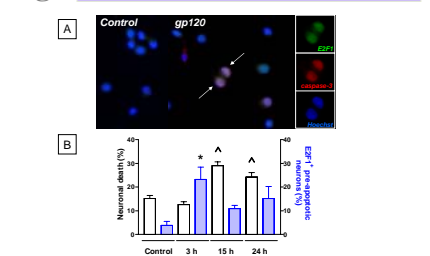 A
Control
gp120
E2F1
caspase-3
Hoechst
B
Neuronal death (%)
40
30
20
10
0
*
^
^
40
30
20
10
0
E2F1+ pre-apoptotic
neurons (%)
Control
3 h
15 h
24 h